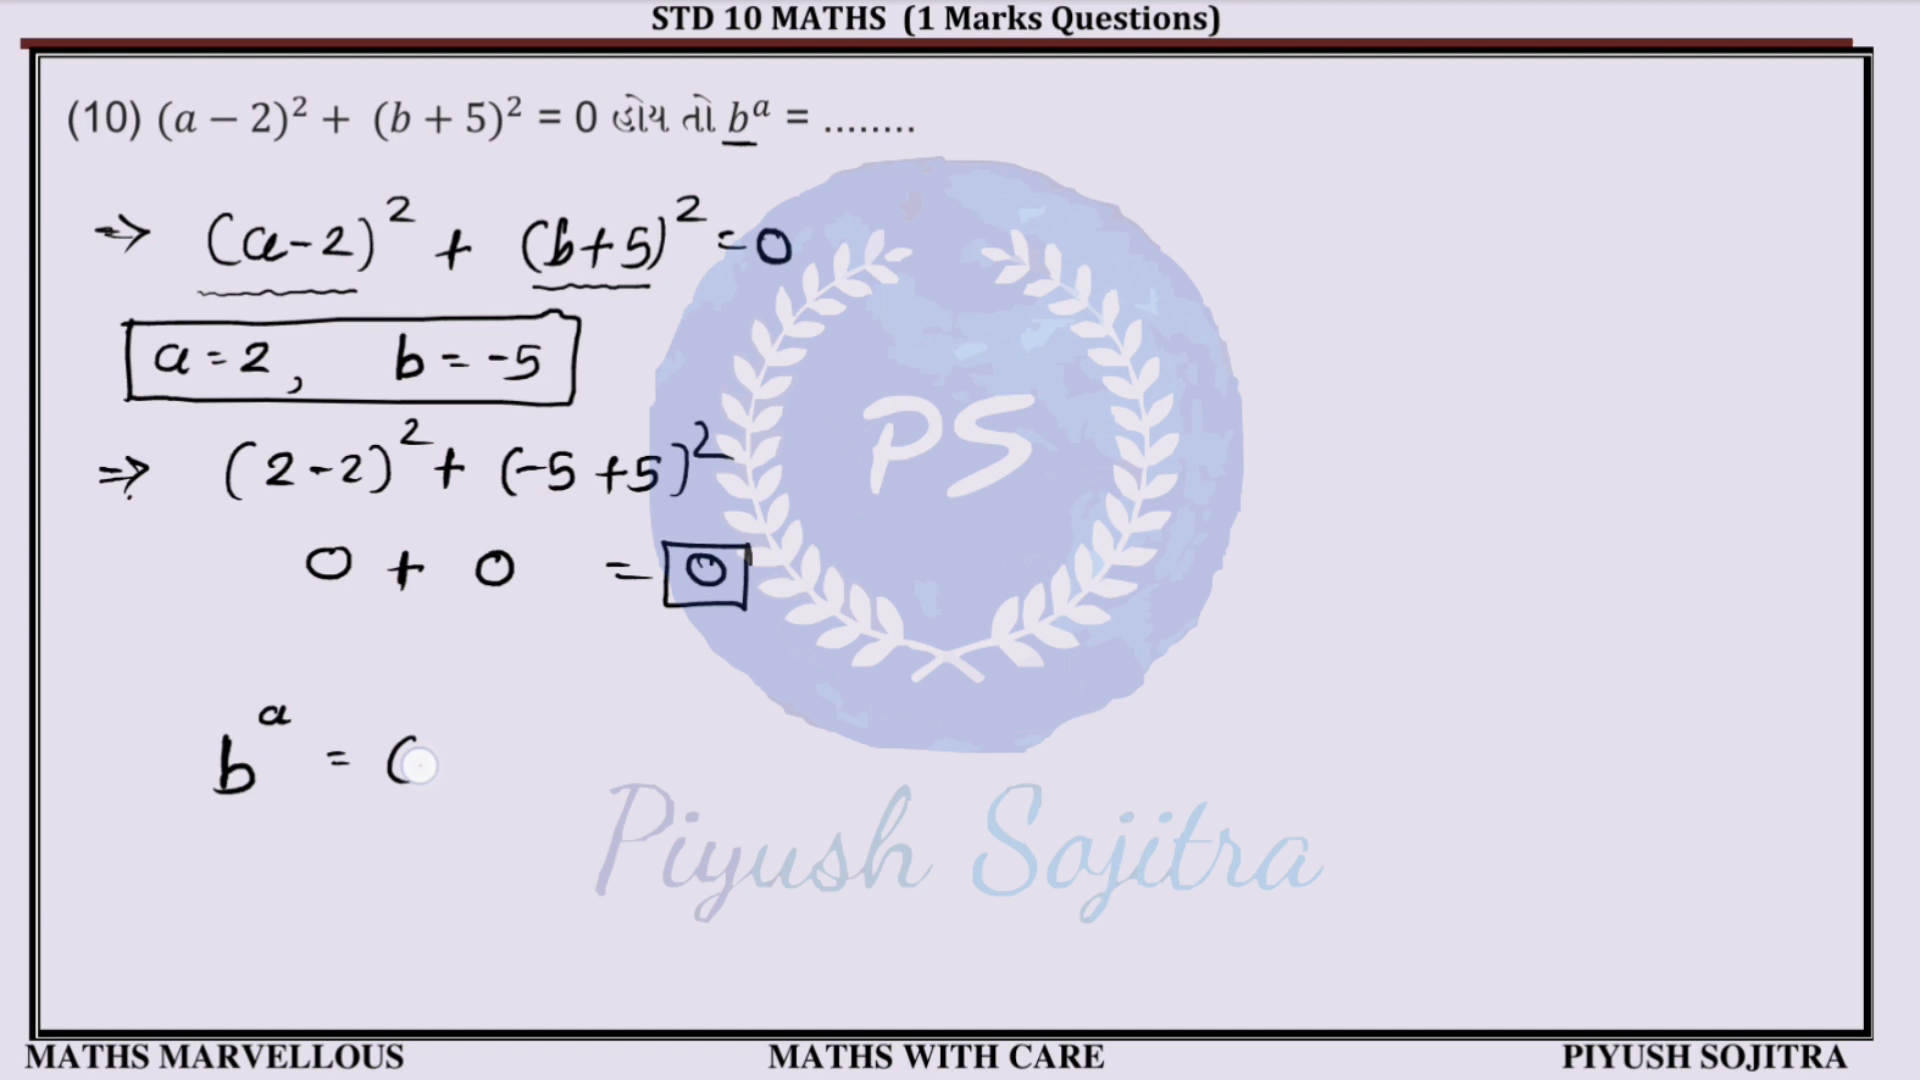 STD 10 MATHS (1 Marks Questions)
(10) (a − 2)² + (b + 5)² = 0 હોય તો bᵃ = ........
⇒ (a-2)² + (b+5)² = 0
a = 2, b = -5
⇒ (2-2)² + (-5+5)²
0 + 0 = 0
bᵃ = (
PS
Piyush Sojitra
MATHS MARVELLOUS MATHS WITH CARE PIYUSH SOJITRA